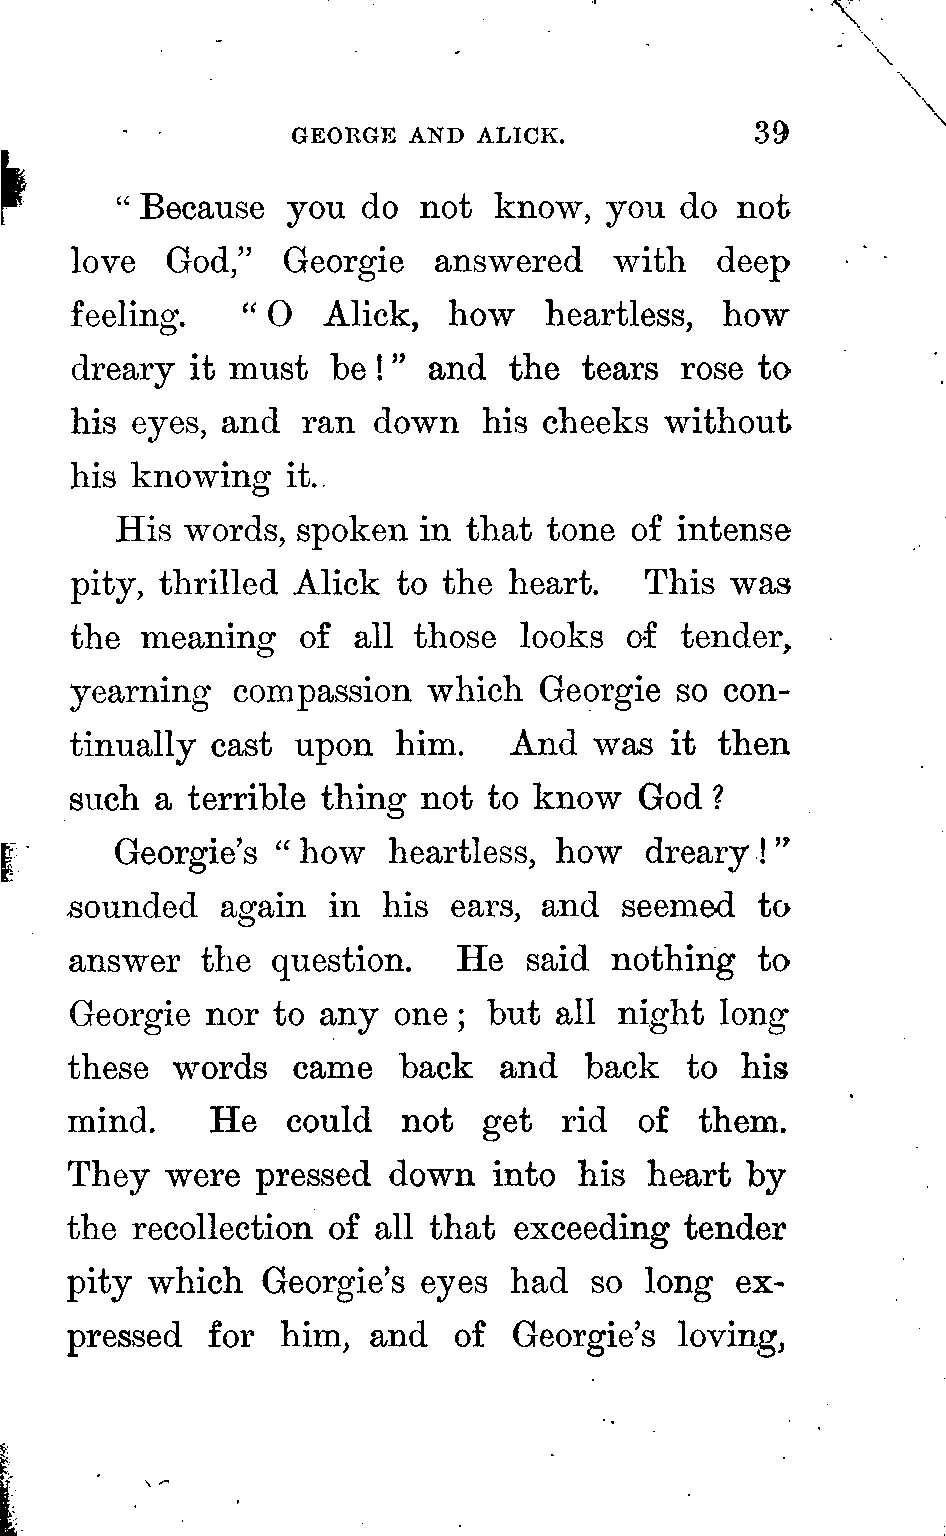 GEORGE AND ALICK. 39
“ Because you do not know, you do not
love God,” Georgie answered with deep
feeling. “ O Alick, how heartless, how
dreary it must be ! ” and the tears rose to
his eyes, and ran down his cheeks without
his knowing it.
His words, spoken in that tone of intense
pity, thrilled Alick to the heart. This was
the meaning of all those looks of tender,
yearning compassion which Georgie so con-
tinually cast upon him. And was it then
such a terrible thing not to know God ?
Georgie’s “ how heartless, how dreary ! ”
sounded again in his ears, and seemed to
answer the question. He said nothing to
Georgie nor to any one ; but all night long
these words came back and back to his
mind. He could not get rid of them.
They were pressed down into his heart by
the recollection of all that exceeding tender
pity which Georgie’s eyes had so long ex-
pressed for him, and of Georgie’s loving,